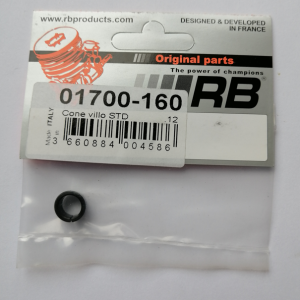 www.rbproducts.com
DESIGNED & DEVELOPED
IN FRANCE
Original parts
The power of champions
RB
Made ITALY
01700-160
Cone villo STD 12
3 660884 004586